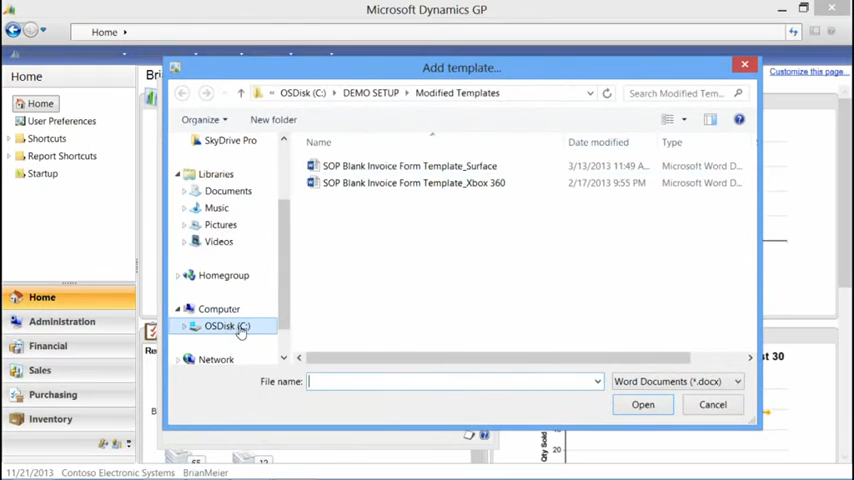 Microsoft Dynamics GP
Home
Home
Customize this page...
Add template...
OSDisk (C:) DEMO SETUP Modified Templates
Search Modified Tem...
Organize
New folder
Home
User Preferences
Shortcuts
Report Shortcuts
Startup
SkyDrive Pro
Libraries
Documents
Music
Pictures
Videos
Homegroup
Computer
OSDisk (C:)
Network
Name
Date modified
Type
SOP Blank Invoice Form Template_Surface
3/13/2013 11:49 A...
Microsoft Word D...
SOP Blank Invoice Form Template_Xbox 360
2/17/2013 9:55 PM
Microsoft Word D...
File name:
Word Documents (*.docx)
Open
Cancel
Home
Administration
Financial
Sales
Purchasing
Inventory
st 30
Qty Sold
11/21/2013 Contoso Electronic Systems BrianMeier